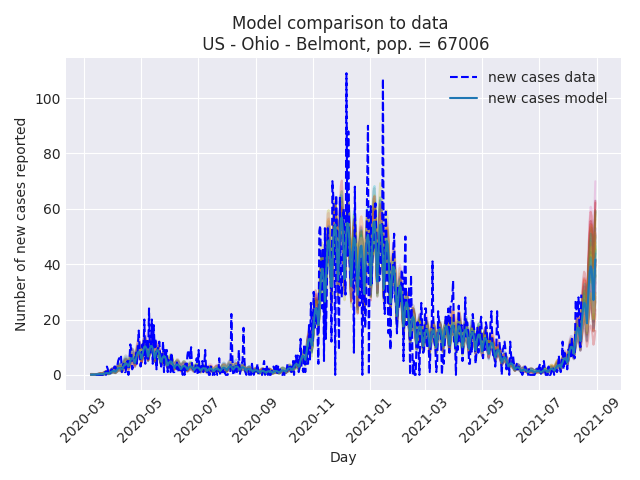 Model comparison to data
US - Ohio - Belmont, pop. = 67006
new cases data
new cases model
Number of new cases reported
100
80
60
40
20
0
2020-03
2020-05
2020-07
2020-09
2020-11
2021-01
2021-03
2021-05
2021-07
2021-09
Day